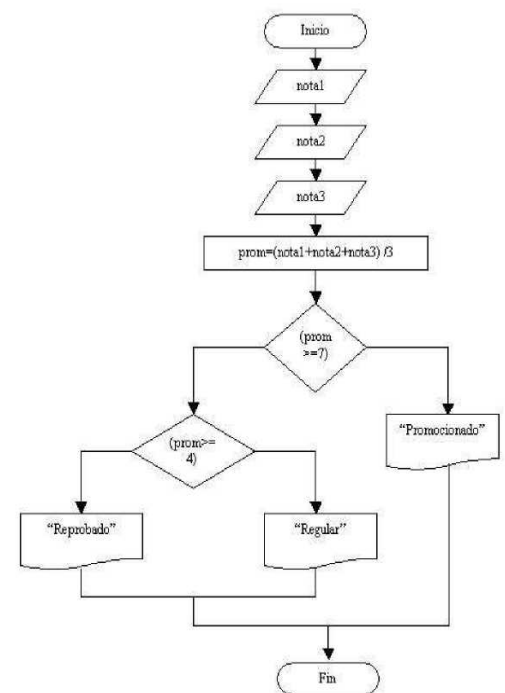 Inicio
nota1
nota2
nota3
prom=(nota1+nota2+nota3) /3
(prom
>=7)
(prom>=
4)
“Promocionado”
“Reprobado”
“Regular”
Fin